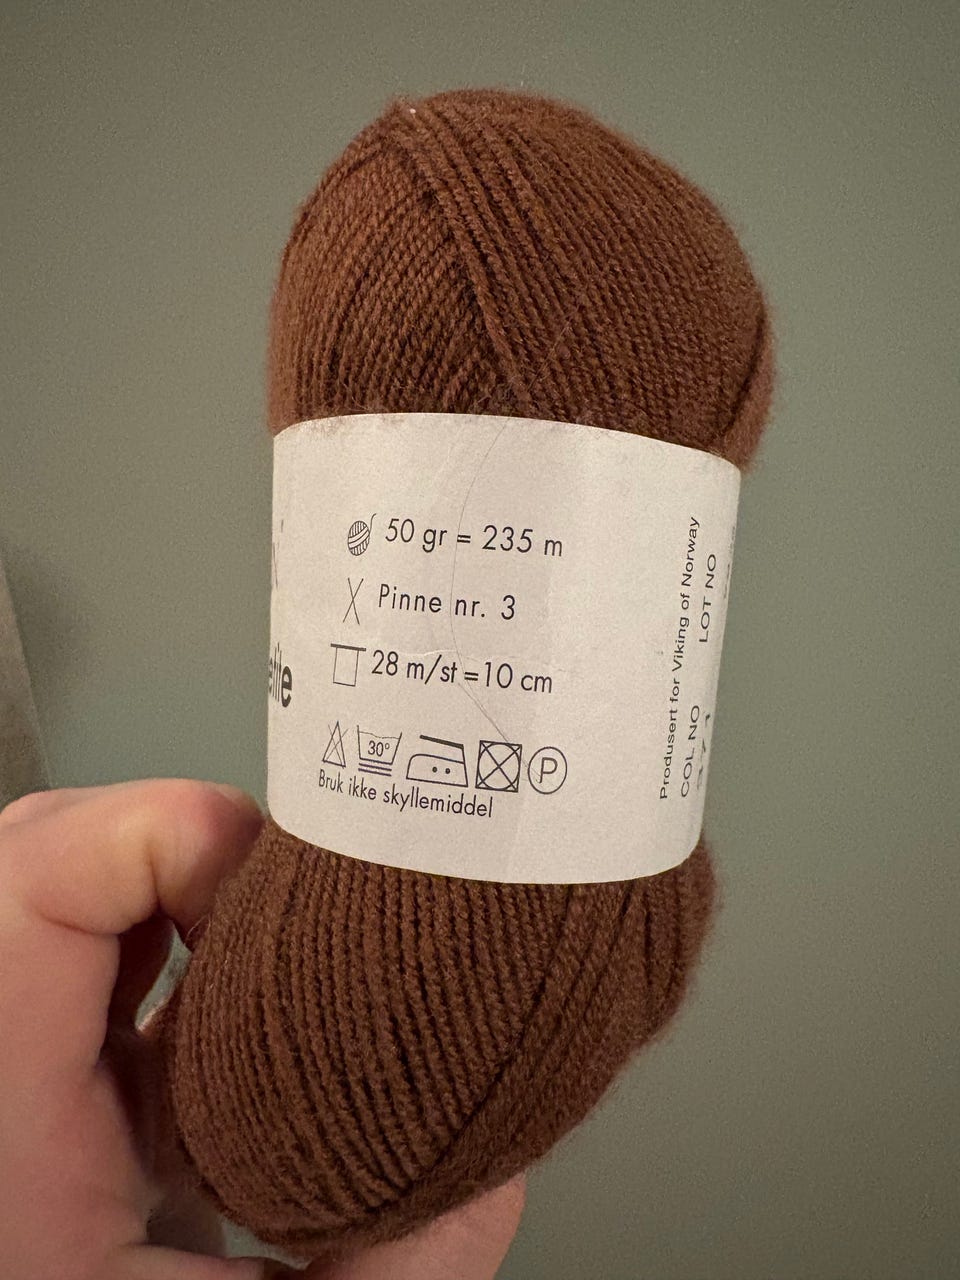 50 gr = 235 m
Pinne nr. 3
28 m/st =10 cm
30°
P
Bruk ikke skyllemiddel
Produsert for Viking of Norway
COL NO
LOT NO